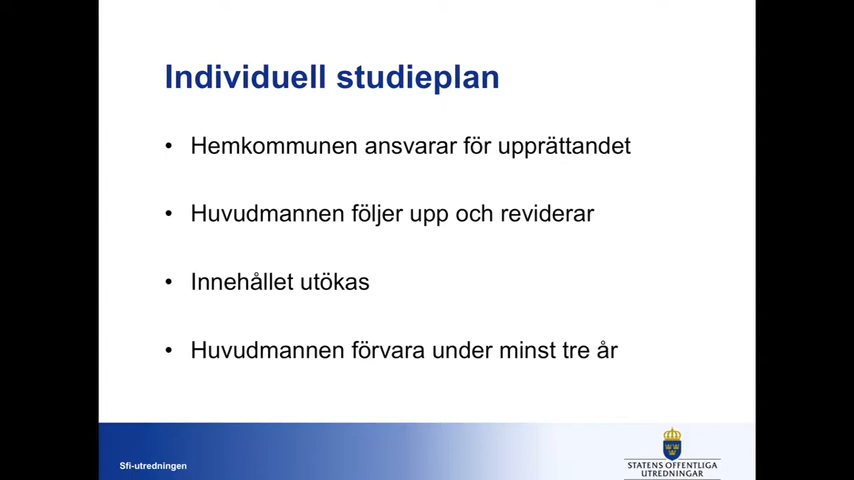 Individuell studieplan
• Hemkommunen ansvarar för upprättandet
• Huvudmannen följer upp och reviderar
• Innehållet utökas
• Huvudmannen förvara under minst tre år
Sfi-utredningen
STATENS OFFENTLIGA
UTREDNINGAR